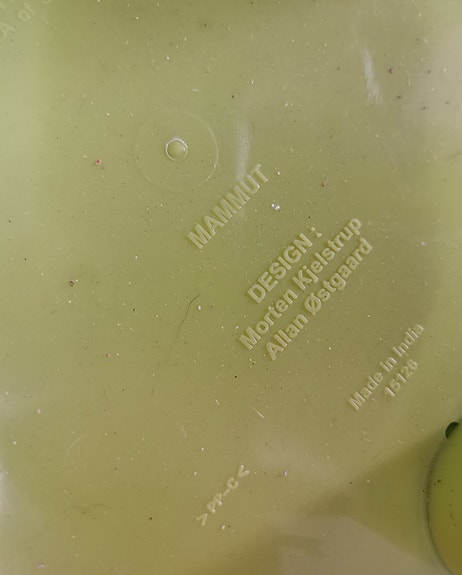 MAMMUT
DESIGN :
Morten Kjelstrup
Allan Østgaard
Made in India
15126
>PP-C<